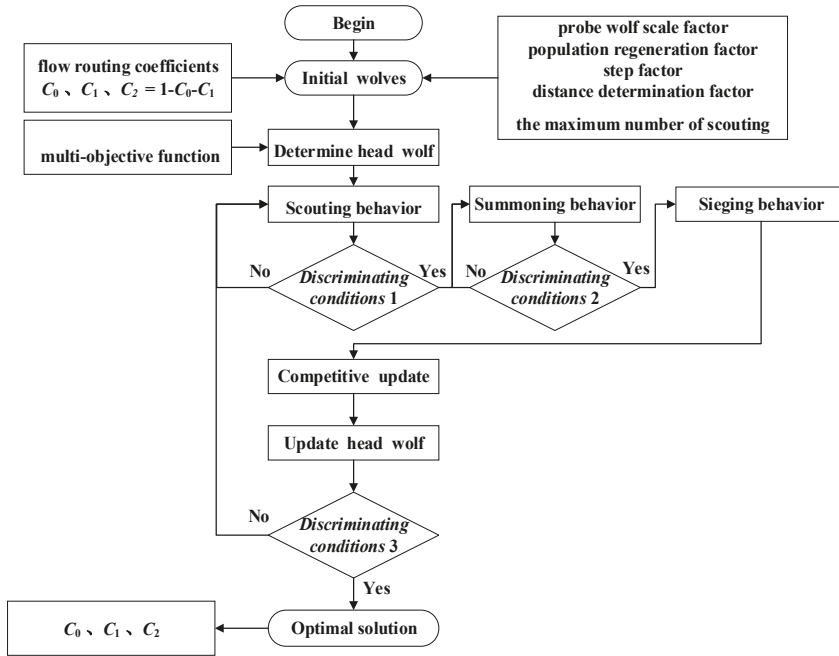 Begin
probe wolf scale factor
population regeneration factor
step factor
distance determination factor
the maximum number of scouting
flow routing coefficients
C₀ 、 C₁ 、 C₂ = 1-C₀-C₁
Initial wolves
multi-objective function
Determine head wolf
Scouting behavior
Summoning behavior
Sieging behavior
No
Discriminating
conditions 1
Yes
No
Discriminating
conditions 2
Yes
Competitive update
Update head wolf
No
Discriminating
conditions 3
Yes
C₀ 、 C₁ 、 C₂
Optimal solution